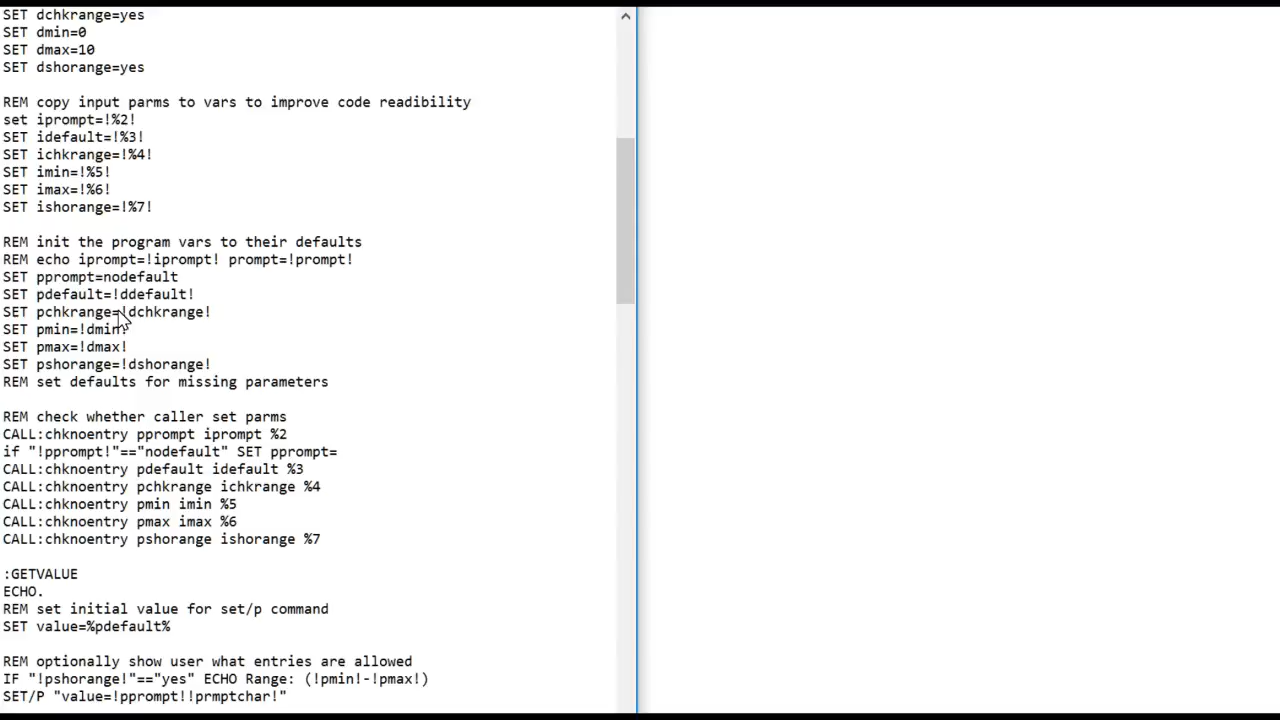 SET dchkrange=yes
SET dmin=0
SET dmax=10
SET dshorange=yes
REM copy input parms to vars to improve code readibility
set iprompt=!%2!
SET idefault=!%3!
SET ichkrange=!%4!
SET imin=!%5!
SET imax=!%6!
SET ishorange=!%7!
REM init the program vars to their defaults
REM echo iprompt=!iprompt! prompt=!prompt!
SET pprompt=nodefault
SET pdefault=!ddefault!
SET pchkrange=!dchkrange!
SET pmin=!dmin!
SET pmax=!dmax!
SET pshorange=!dshorange!
REM set defaults for missing parameters
REM check whether caller set parms
CALL:chknoentry pprompt iprompt %2
if "!pprompt!"=="nodefault" SET pprompt=
CALL:chknoentry pdefault idefault %3
CALL:chknoentry pchkrange ichkrange %4
CALL:chknoentry pmin imin %5
CALL:chknoentry pmax imax %6
CALL:chknoentry pshorange ishorange %7
:GETVALUE
ECHO.
REM set initial value for set/p command
SET value=%pdefault%
REM optionally show user what entries are allowed
IF "!pshorange!"=="yes" ECHO Range: (!pmin!-!pmax!)
SET/P "value=!pprompt!!prmptchar!"